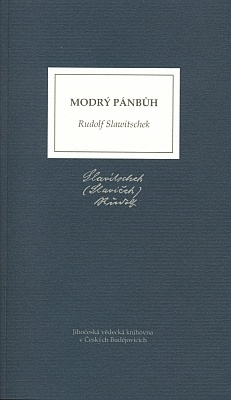 MODRÝ PÁNBŮH
Rudolf Slawitschek
Slawitschek
(Slavíček)
Rudolf
Jihočeská vědecká knihovna
v Českých Budějovicích